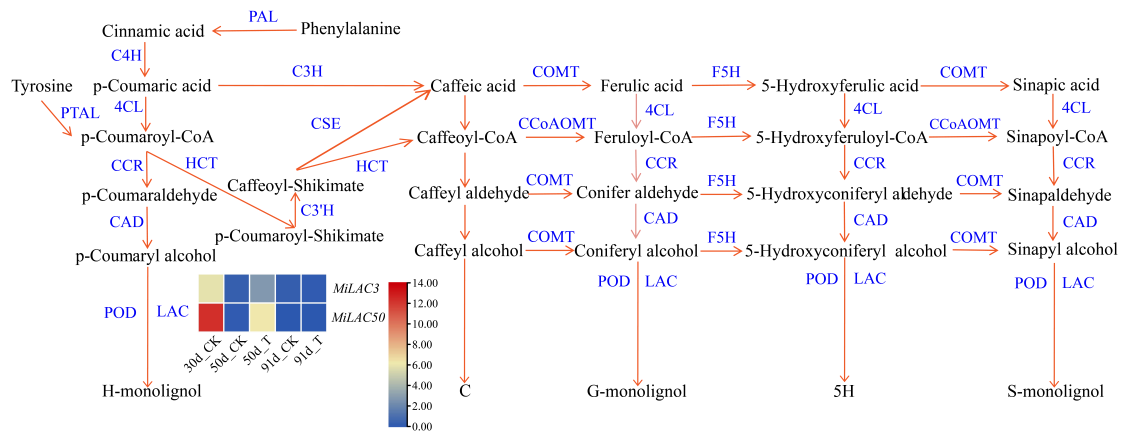 PAL
Cinnamic acid
Phenylalanine
C4H
Tyrosine
p-Coumaric acid
C3H
Caffeic acid
COMT
Ferulic acid
F5H
5-Hydroxyferulic acid
COMT
Sinapic acid
PTAL
4CL
CSE
4CL
4CL
4CL
p-Coumaroyl-CoA
Caffeoyl-CoA
CCoAOMT
Feruloyl-CoA
F5H
5-Hydroxyferuloyl-CoA
CCoAOMT
Sinapoyl-CoA
CCR
HCT
HCT
CCR
CCR
CCR
p-Coumaraldehyde
Caffeoyl-Shikimate
Caffeyl aldehyde
COMT
Conifer aldehyde
F5H
5-Hydroxyconiferyl aldehyde
COMT
Sinapaldehyde
CAD
C3'H
CAD
CAD
CAD
p-Coumaroyl-Shikimate
p-Coumaryl alcohol
Caffeyl alcohol
COMT
Coniferyl alcohol
F5H
5-Hydroxyconiferyl alcohol
COMT
Sinapyl alcohol
POD
LAC
POD
LAC
POD
LAC
POD
LAC
MiLAC3
MiLAC50
30d_CK
50d_CK
50d_T
91d_CK
91d_T
14.00
12.00
10.00
8.00
6.00
4.00
2.00
0.00
H-monolignol
C
G-monolignol
5H
S-monolignol